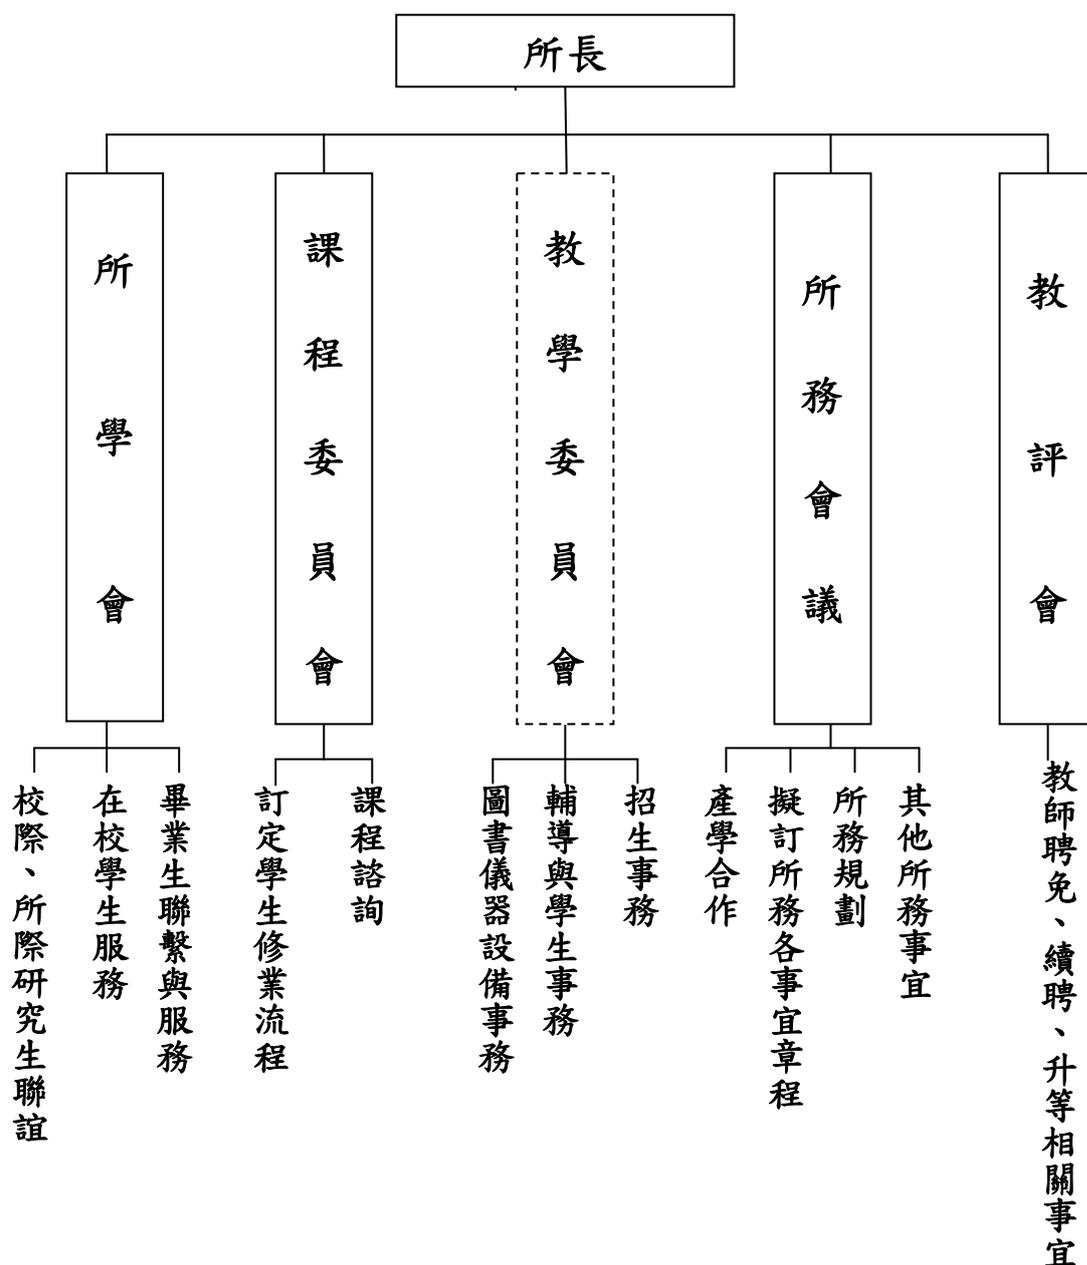 所長
所學會
課程委員會
教學委員會
所務會議
教評會
校際、所際研究生聯誼
在校學生服務
畢業生聯繫與服務
訂定學生修業流程
課程諮詢
圖書儀器設備事務
輔導與學生事務
招生事務
產學合作
擬訂所務各事宜章程
所務規劃
其他所務事宜
教師聘免、續聘、升等相關事宜